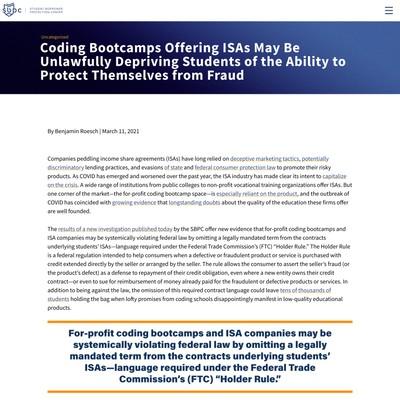 SBPC STUDENT BORROWER
PROTECTION CENTER
Uncategorized
Coding Bootcamps Offering ISAs May Be
Unlawfully Depriving Students of the Ability to
Protect Themselves from Fraud
By Benjamin Roesch | March 11, 2021
Companies peddling income share agreements (ISAs) have long relied on deceptive marketing tactics, potentially
discriminatory lending practices, and evasions of state and federal consumer protection law to promote their risky
products. As COVID has emerged and worsened over the past year, the ISA industry has made clear its intent to capitalize
on the crisis. A wide range of institutions from public colleges to non-profit vocational training organizations offer ISAs. But
one corner of the market—the for-profit coding bootcamp space—is especially reliant on the product, and the outbreak of
COVID has coincided with growing evidence that longstanding doubts about the quality of the education these firms offer
are well founded.
The results of a new investigation published today by the SBPC offer new evidence that for-profit coding bootcamps and
ISA companies may be systematically violating federal law by omitting a legally mandated term from the contracts
underlying students' ISAs—language required under the Federal Trade Commission's (FTC) "Holder Rule." The Holder Rule
is a federal regulation intended to help consumers when a defective or fraudulent product or service is purchased with
credit extended directly by the seller or arranged by the seller. The rule allows the consumer to assert the seller's fraud (or
the product's defect) as a defense to repayment of their credit obligation, even where a new entity owns their credit
contract—or even to sue for reimbursement of money already paid for the fraudulent or defective products or services. In
addition to being against the law, the omission of this required contract language could leave tens of thousands of
students holding the bag when lofty promises from coding schools disappointingly manifest in low-quality educational
products.
For-profit coding bootcamps and ISA companies may be
systemically violating federal law by omitting a legally
mandated term from the contracts underlying students'
ISAs—language required under the Federal Trade
Commission's (FTC) "Holder Rule."